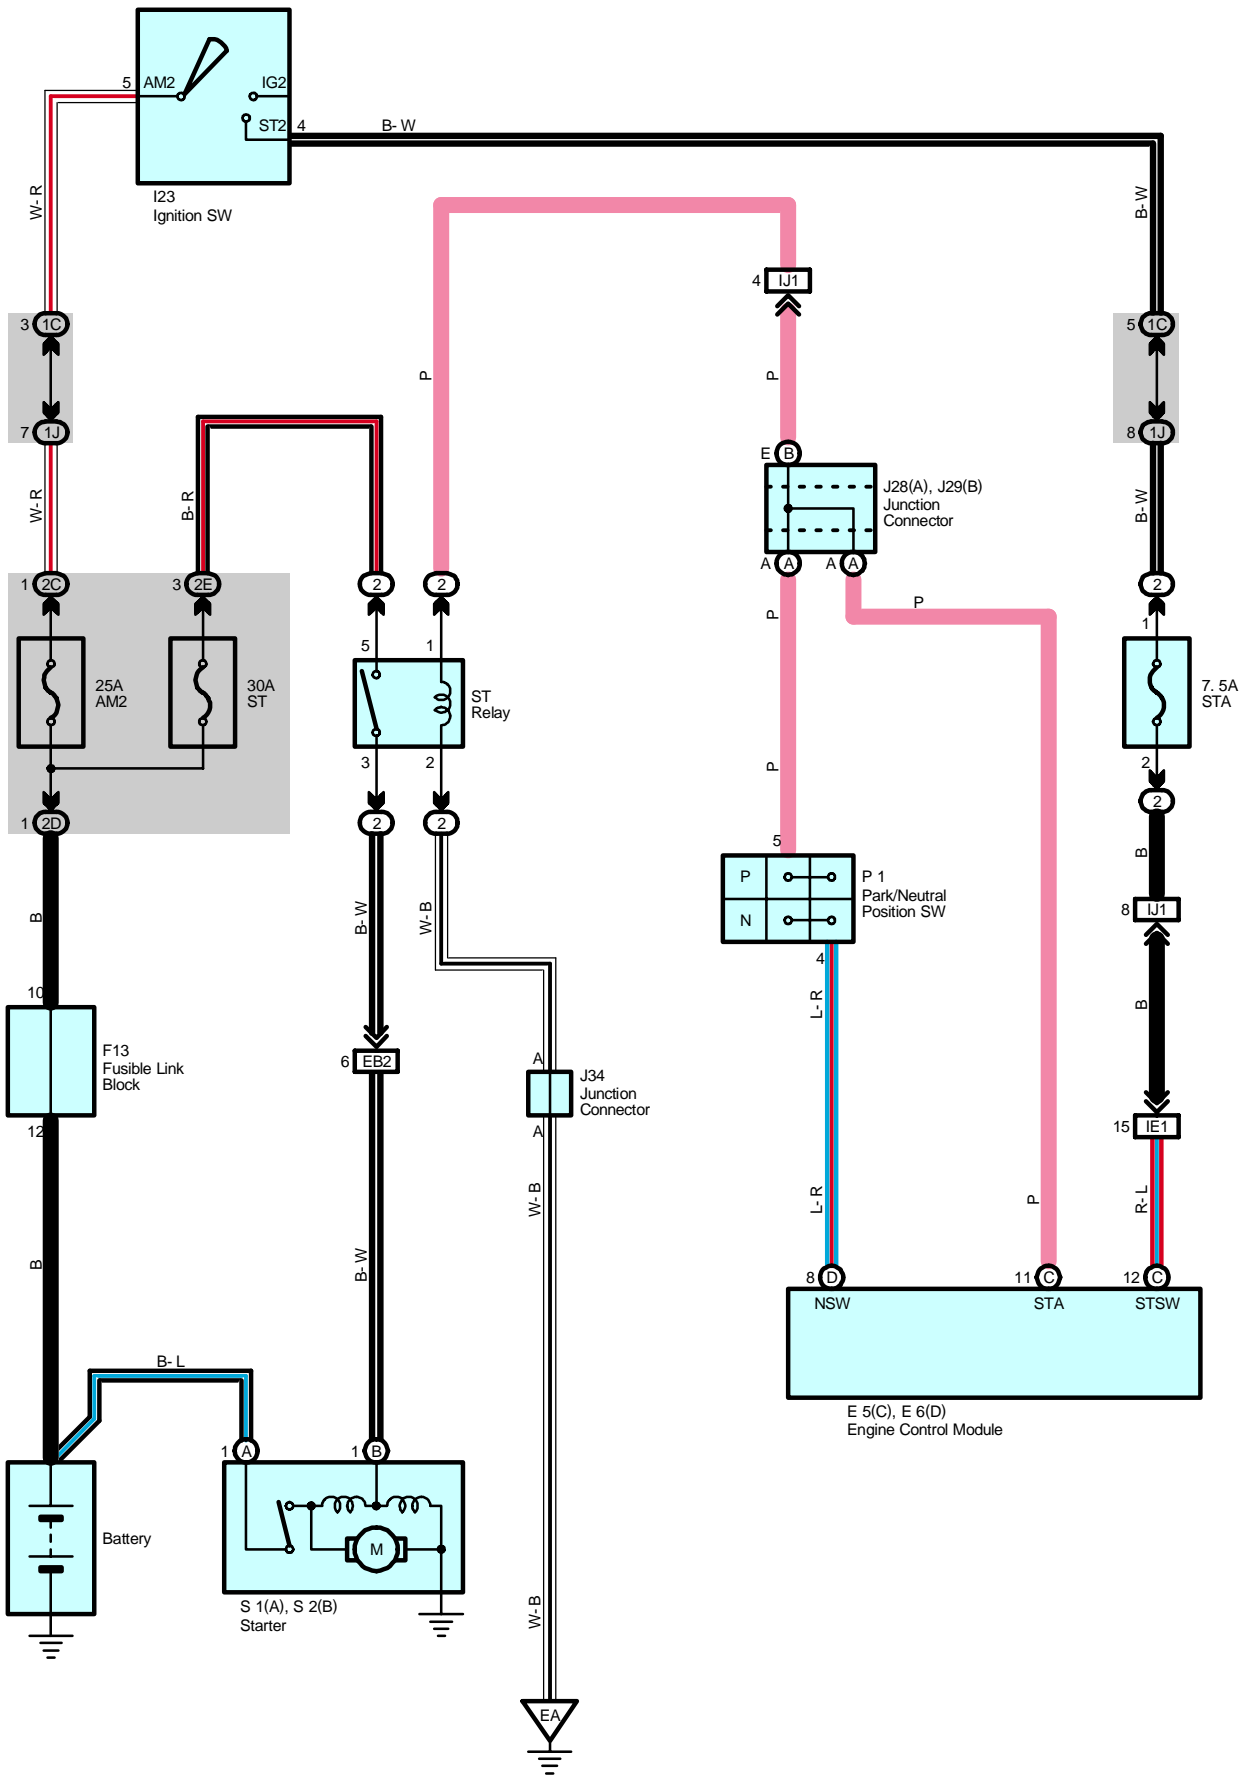 5 AM2 IG2
ST2 4 B-W
I23
Ignition SW
W-R
B-W
4 IJ1
3 1C
5 1C
P
P
7 1J
8 1J
E B
J28(A), J29(B)
Junction
Connector
W-R
B-R
B-W
A A A A
1 2C
3 2E
2
2
2
P
P
5 1
1
25A
AM2
30A
ST
ST
Relay
7. 5A
STA
3 2
2
P
1 2D
2
2
2
5
B
P
N
P 1
Park/Neutral
Position SW
B
B-W
W-B
8 IJ1
4
10
L-R
B
F13
Fusible Link
Block
6 EB2
A
J34
Junction
Connector
12
A
15 IE1
W-B
L-R
P
R-L
B
B-W
8 D
11 C
12 C
NSW
STA
STSW
B-L
E 5(C), E 6(D)
Engine Control Module
1 A
1 B
Battery
M
S 1(A), S 2(B)
Starter
W-B
EA